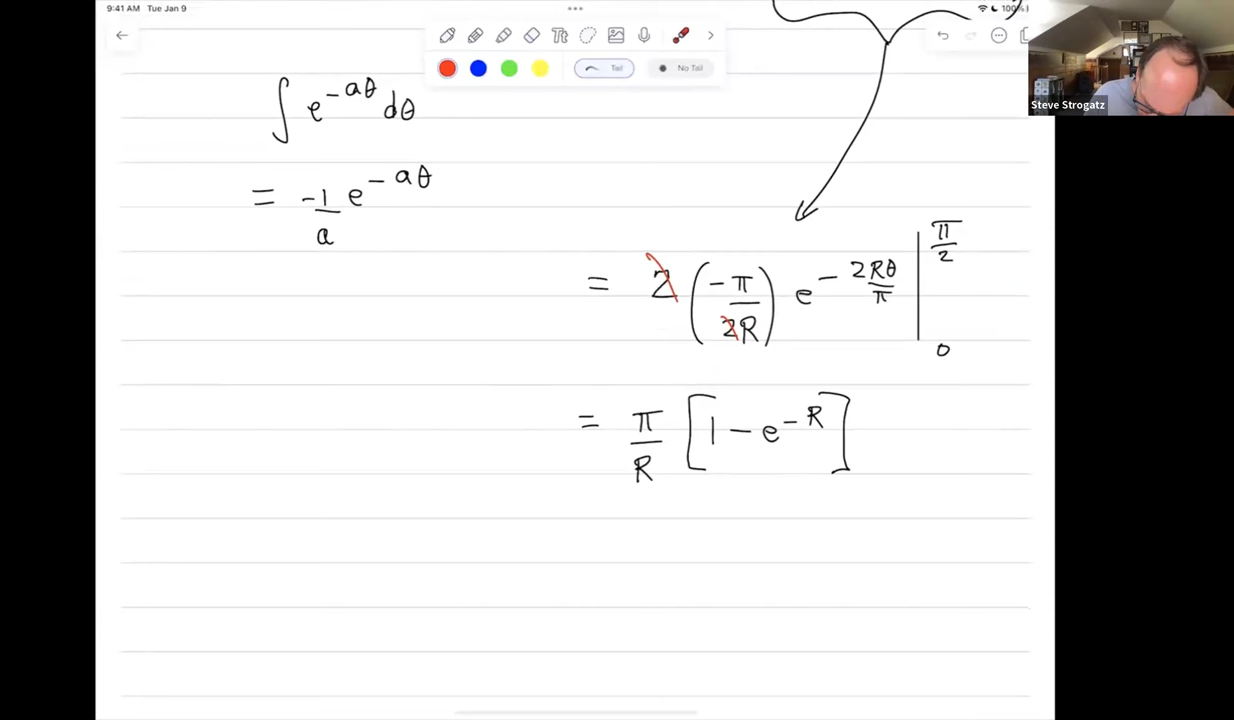 9:41 AM Tue Jan 9
100%
Tt
Tail
No Tail
Steve Strogatz
∫ e^{-aθ} dθ
= -1/a e^{-aθ}
= 2 (-π/2R) e^{-2Rθ/π} |_0^{π/2}
= π/R [1 - e^{-R}]